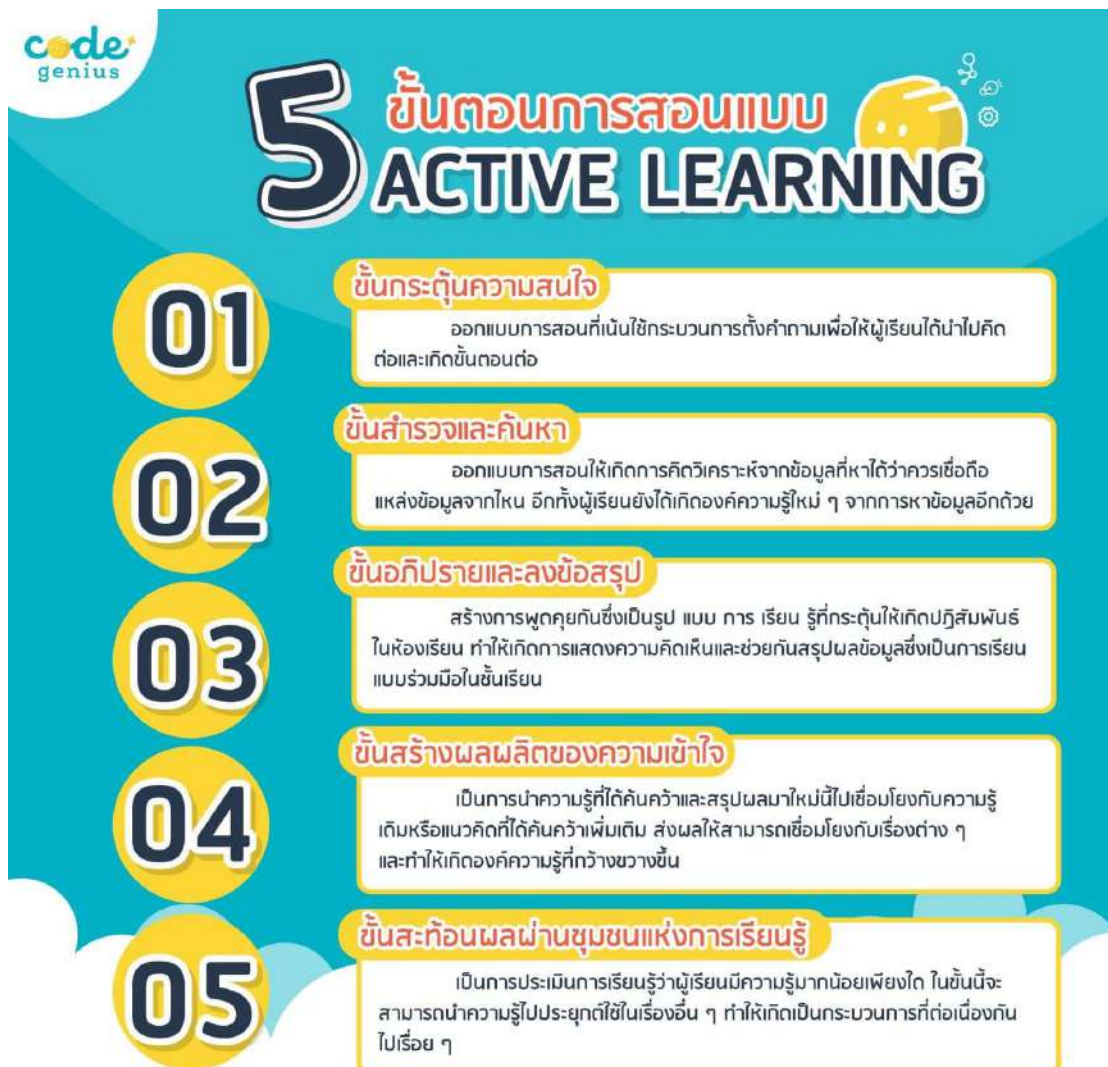 code
genius
5 ขั้นตอนการสอนแบบ
ACTIVE LEARNING
01
ขั้นกระตุ้นความสนใจ
ออกแบบการสอนที่เน้นใช้กระบวนการตั้งคำถามเพื่อให้ผู้เรียนได้นำไปคิด
ต่อและเกิดขั้นตอนต่อ
02
ขั้นสำรวจและค้นหา
ออกแบบการสอนให้เกิดการคิดวิเคราะห์จากข้อมูลที่หาได้ว่าควรเชื่อถือ
แหล่งข้อมูลจากไหน อีกทั้งผู้เรียนยังได้เกิดองค์ความรู้ใหม่ ๆ จากการหาข้อมูลอีกด้วย
03
ขั้นอภิปรายและลงข้อสรุป
สร้างการพูดคุยกันซึ่งเป็นรูป แบบ การ เรียน รู้ที่กระตุ้นให้เกิดปฏิสัมพันธ์
ในห้องเรียน ทำให้เกิดการแสดงความคิดเห็นและช่วยกันสรุปผลข้อมูลซึ่งเป็นการเรียน
แบบร่วมมือในชั้นเรียน
04
ขั้นสร้างผลผลิตของความเข้าใจ
เป็นการนำความรู้ที่ได้ค้นคว้าและสรุปผลมาใหม่นี้ไปเชื่อมโยงกับความรู้
เดิมหรือแนวคิดที่ได้ค้นคว้าเพิ่มเติม ส่งผลให้สามารถเชื่อมโยงกับเรื่องต่าง ๆ
และทำให้เกิดองค์ความรู้ที่กว้างขวางขึ้น
05
ขั้นสะท้อนผลผ่านชุมชนแห่งการเรียนรู้
เป็นการประเมินการเรียนรู้ว่าผู้เรียนมีความรู้มากน้อยเพียงใด ในขั้นนี้จะ
สามารถนำความรู้ไปประยุกต์ใช้ในเรื่องอื่น ๆ ทำให้เกิดเป็นกระบวนการที่ต่อเนื่องกัน
ไปเรื่อย ๆ